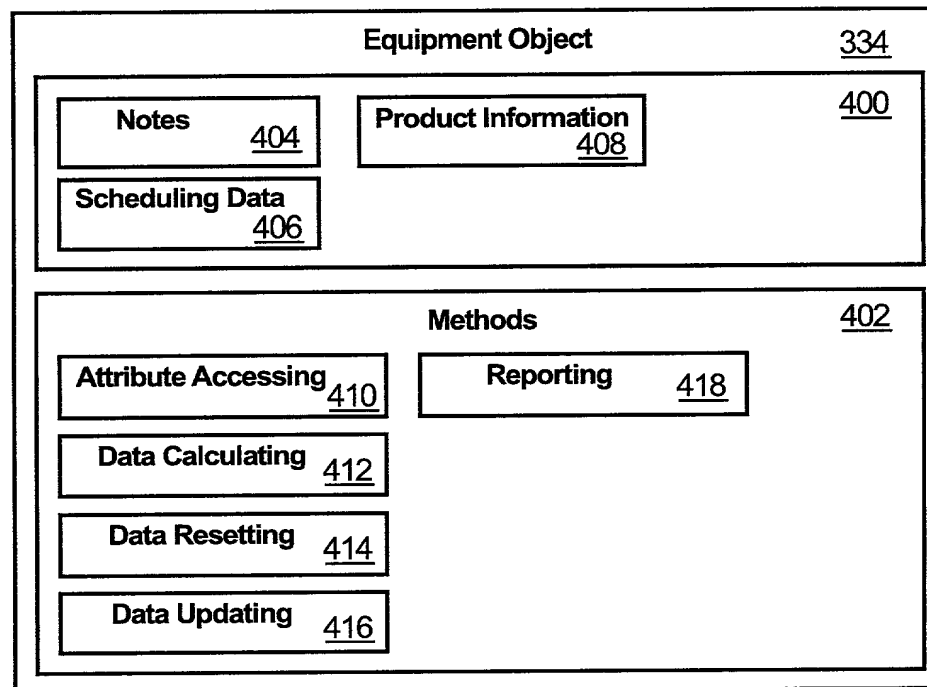 Equipment Object 334
400
Notes 404
Product Information 408
Scheduling Data 406
Methods 402
Attribute Accessing 410
Reporting 418
Data Calculating 412
Data Resetting 414
Data Updating 416